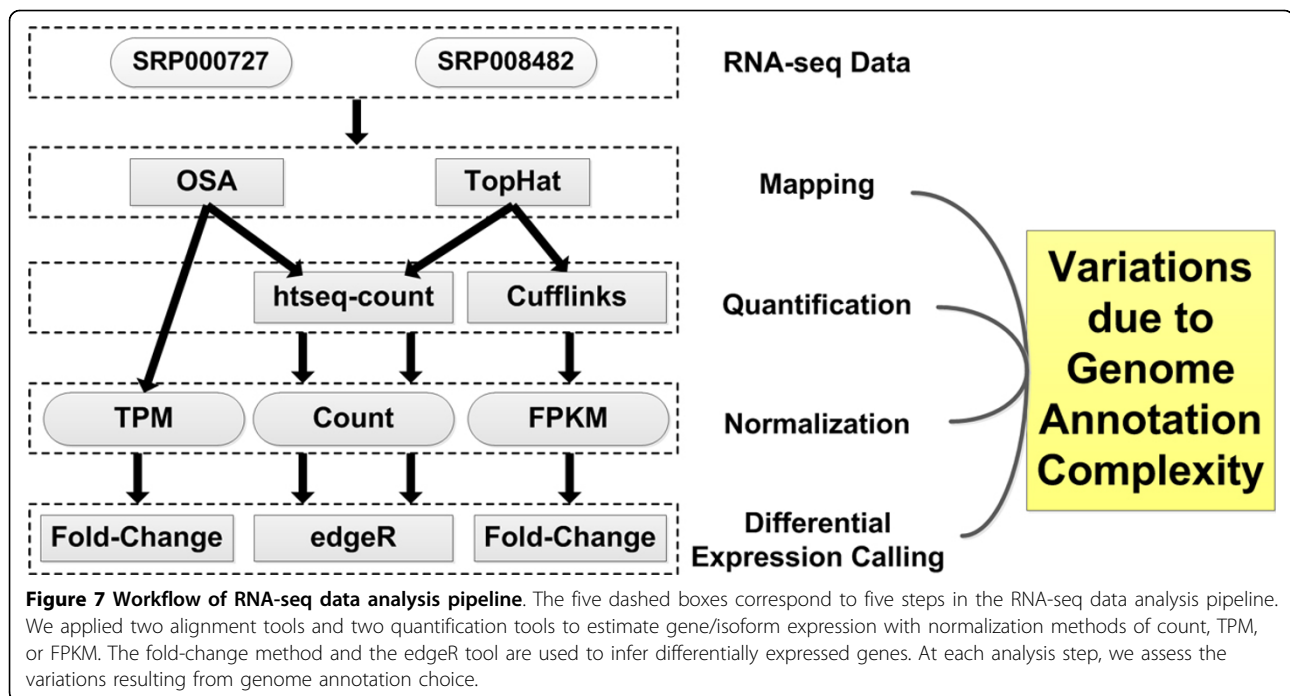 SRP000727
SRP008482
RNA-seq Data
OSA
TopHat
Mapping
htseq-count
Cufflinks
Quantification
TPM
Count
FPKM
Normalization
Fold-Change
edgeR
Fold-Change
Differential
Expression Calling
Variations
due to
Genome
Annotation
Complexity
Figure 7 Workflow of RNA-seq data analysis pipeline. The five dashed boxes correspond to five steps in the RNA-seq data analysis pipeline.
We applied two alignment tools and two quantification tools to estimate gene/isoform expression with normalization methods of count, TPM,
or FPKM. The fold-change method and the edgeR tool are used to infer differentially expressed genes. At each analysis step, we assess the
variations resulting from genome annotation choice.